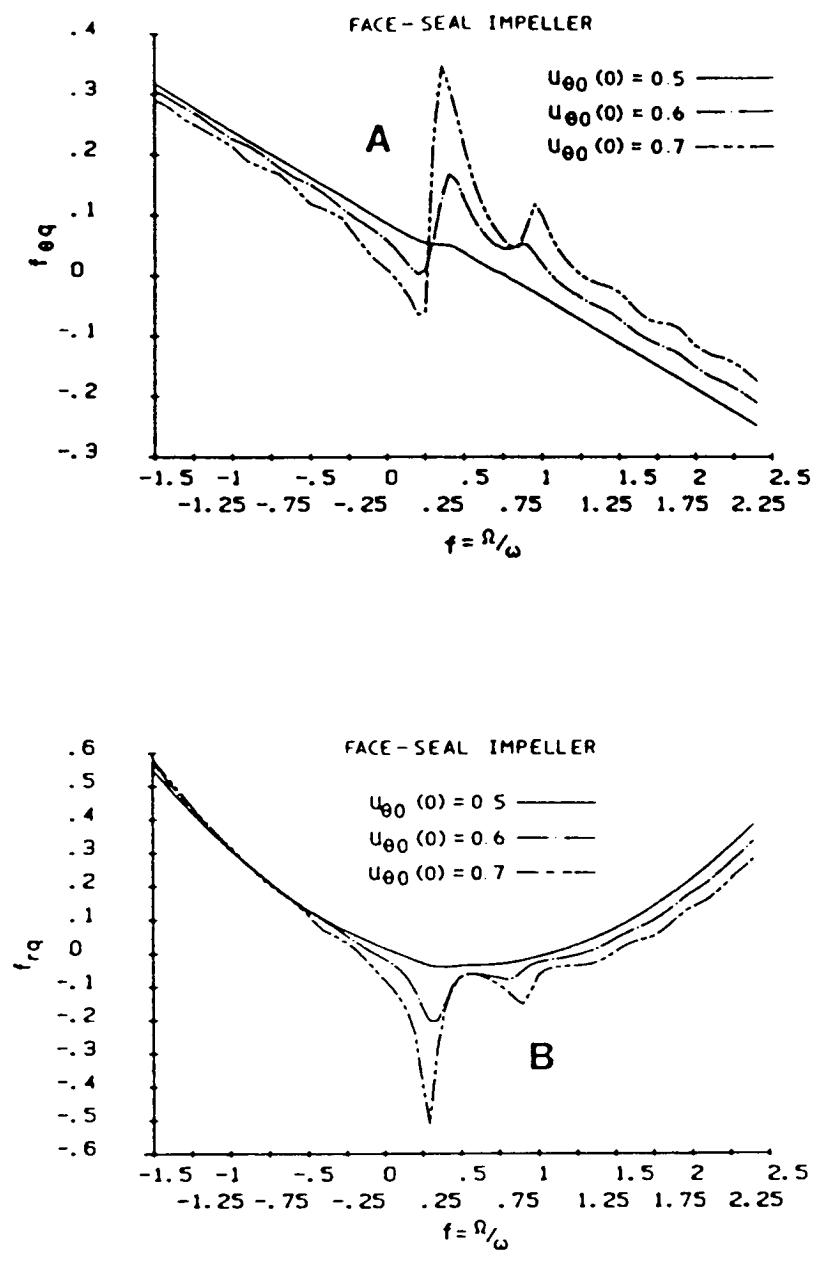 FACE-SEAL IMPELLER
.4
.3
.2
.1
0
-.1
-.2
-.3
fθq
A
Uθ0 (0) = 0.5
Uθ0 (0) = 0.6
Uθ0 (0) = 0.7
-1.5 -1 -.5 0 .5 1 1.5 2 2.5
-1.25 -.75 -.25 .25 .75 1.25 1.75 2.25
f = Ω/ω
FACE-SEAL IMPELLER
.6
.5
.4
.3
.2
.1
0
-.1
-.2
-.3
-.4
-.5
-.6
frq
Uθ0 (0) = 0.5
Uθ0 (0) = 0.6
Uθ0 (0) = 0.7
B
-1.5 -1 -.5 0 .5 1 1.5 2 2.5
-1.25 -.75 -.25 .25 .75 1.25 1.75 2.25
f = Ω/ω